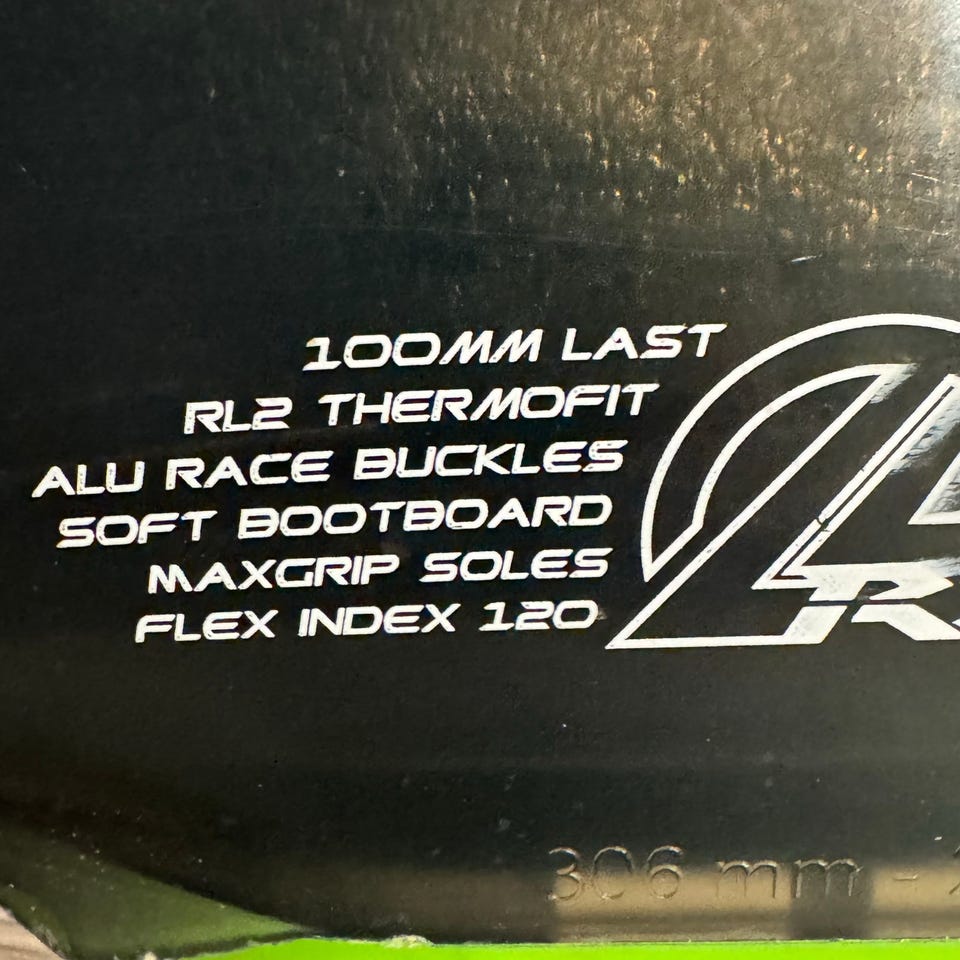 100MM LAST
RL2 THERMOFIT
ALU RACE BUCKLES
SOFT BOOTBOARD
MAXGRIP SOLES
FLEX INDEX 120
306 mm -